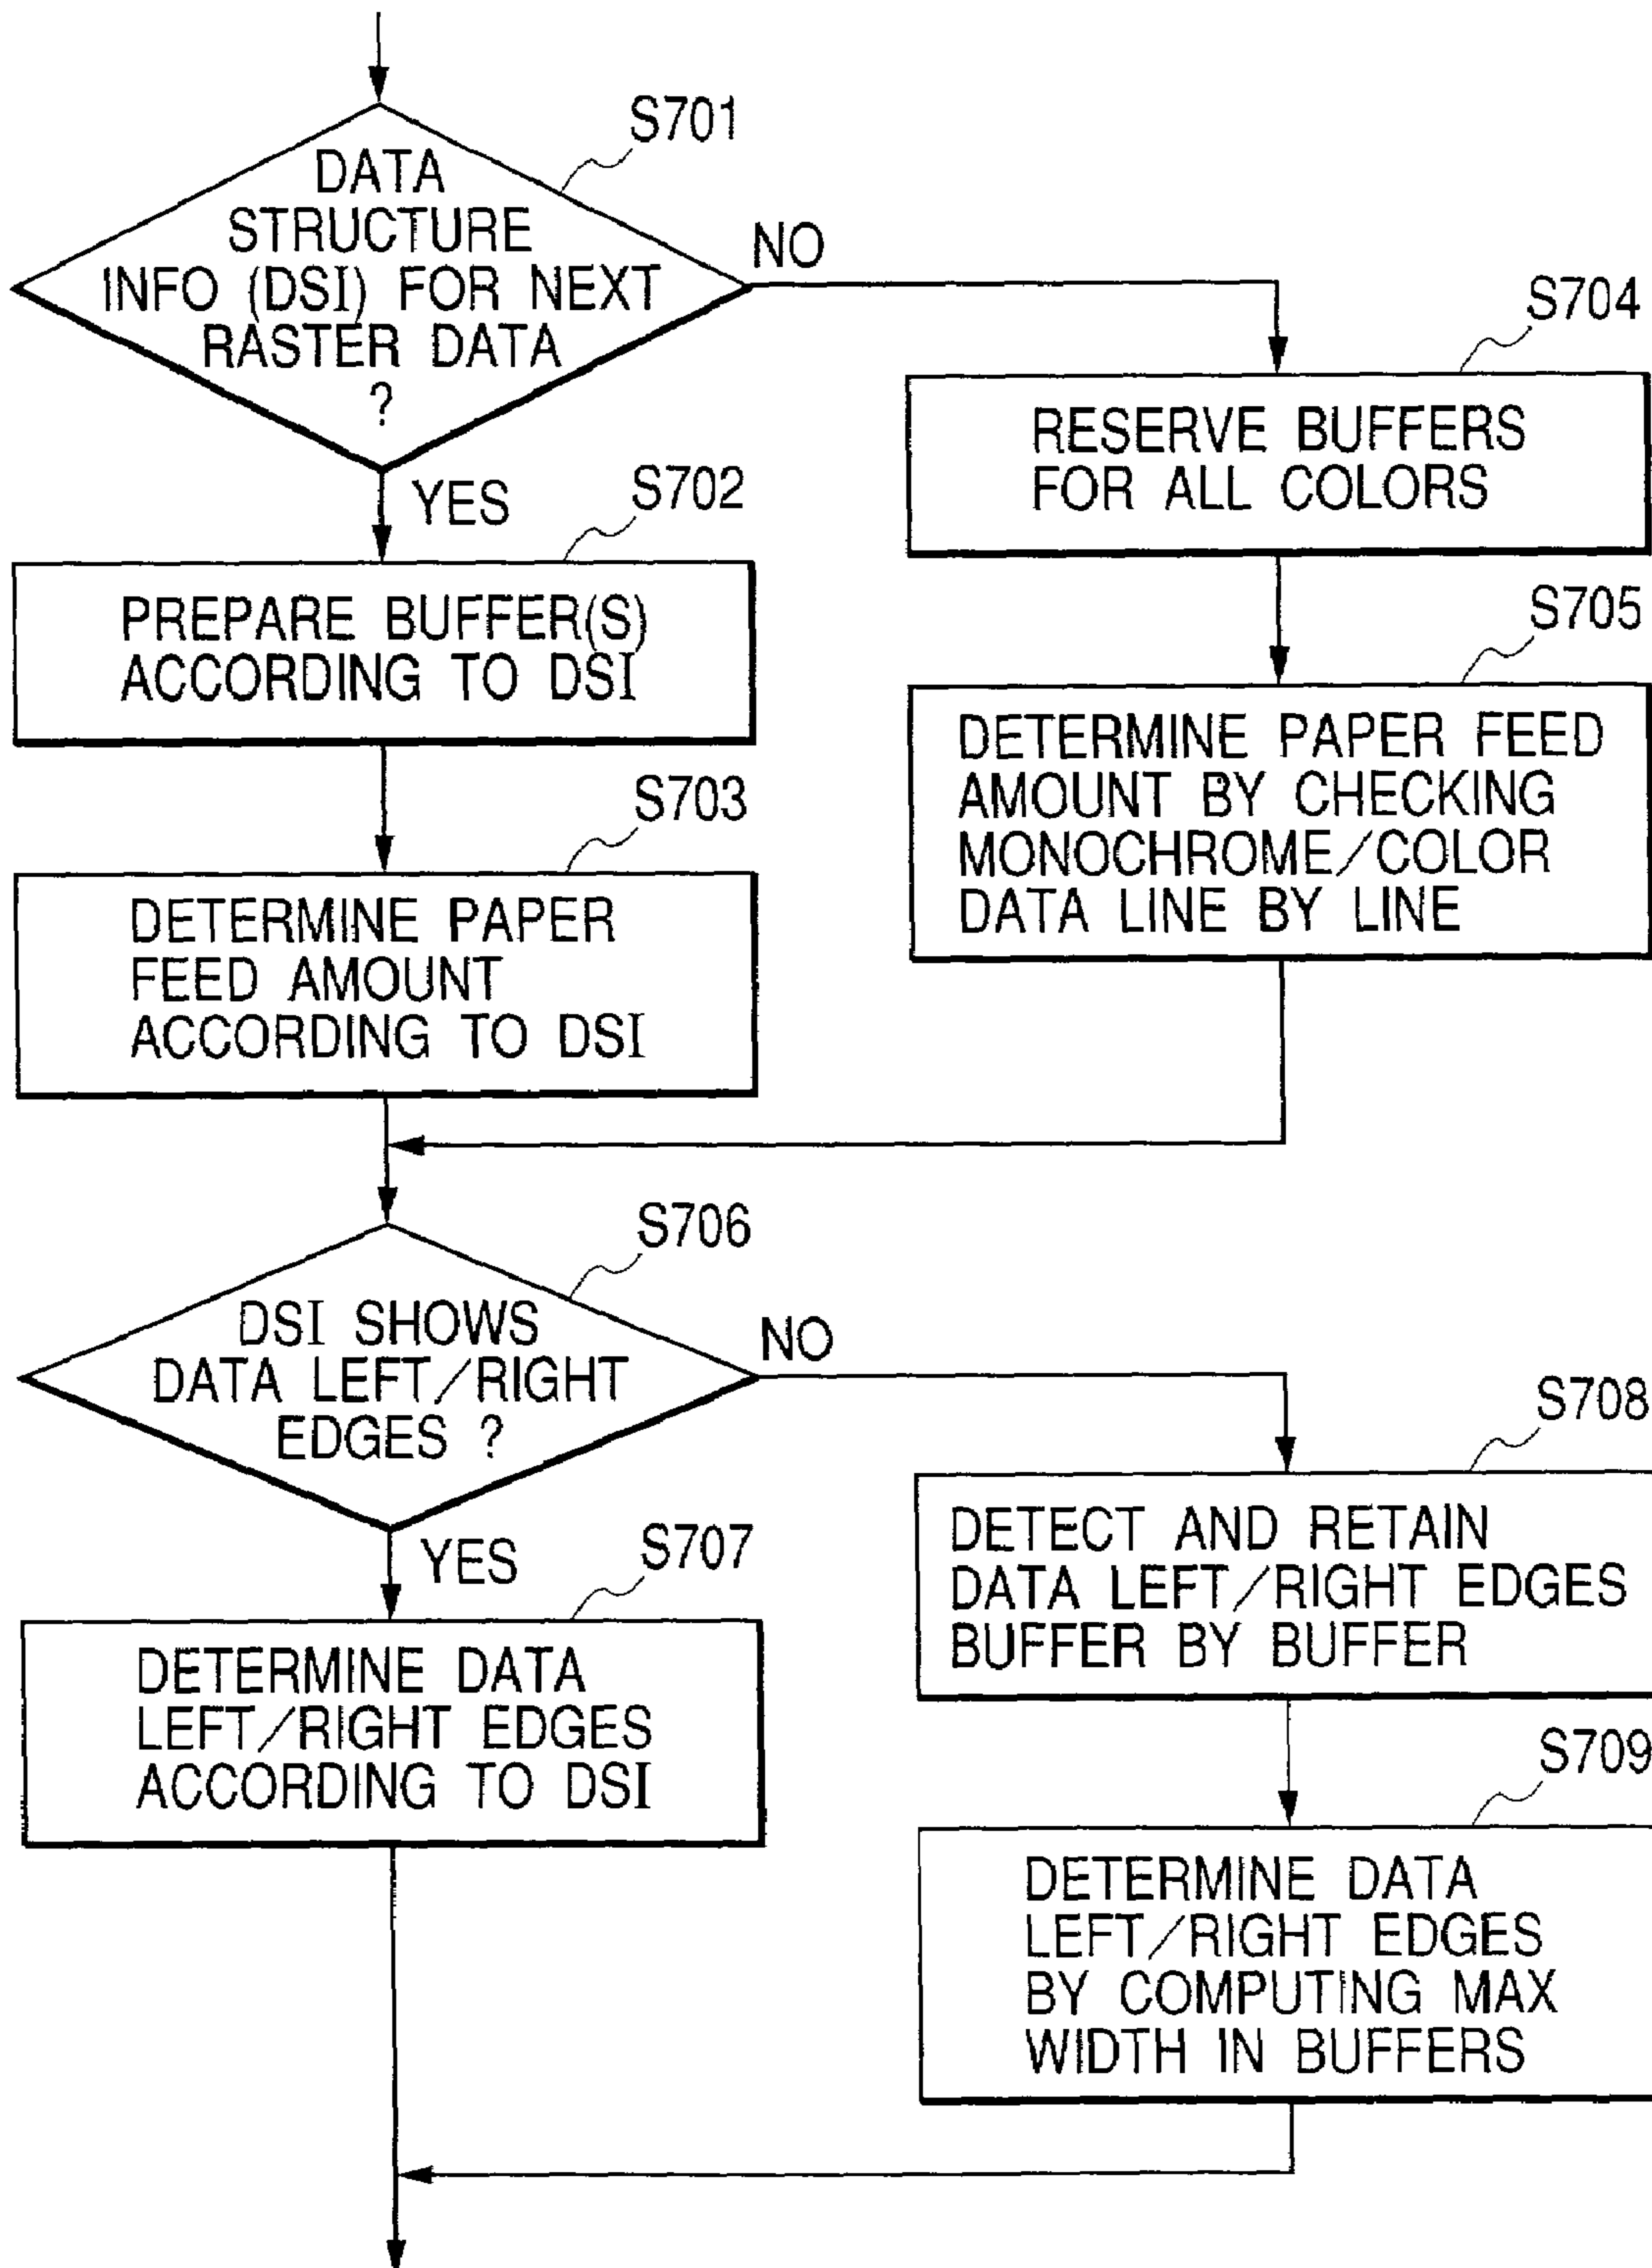 S701
DATA
STRUCTURE
INFO (DSI) FOR NEXT
RASTER DATA
?
NO
YES
S702
PREPARE BUFFER(S)
ACCORDING TO DSI
S703
DETERMINE PAPER
FEED AMOUNT
ACCORDING TO DSI
S704
RESERVE BUFFERS
FOR ALL COLORS
S705
DETERMINE PAPER FEED
AMOUNT BY CHECKING
MONOCHROME/COLOR
DATA LINE BY LINE
S706
DSI SHOWS
DATA LEFT/RIGHT
EDGES ?
NO
YES
S707
DETERMINE DATA
LEFT/RIGHT EDGES
ACCORDING TO DSI
S708
DETECT AND RETAIN
DATA LEFT/RIGHT EDGES
BUFFER BY BUFFER
S709
DETERMINE DATA
LEFT/RIGHT EDGES
BY COMPUTING MAX
WIDTH IN BUFFERS